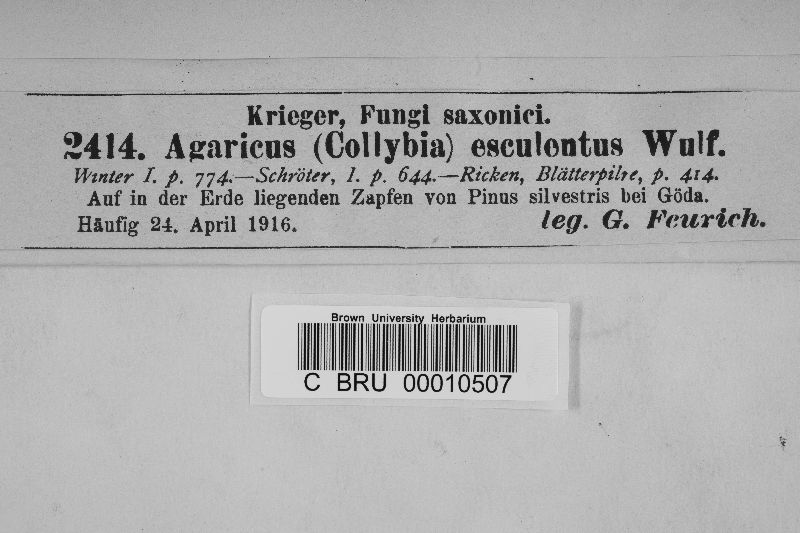 Krieger, Fungi saxonici.
2414. Agaricus (Collybia) esculentus Wulf.
Winter I. p. 774.—Schröter, I. p. 644.—Ricken, Blätterpilze, p. 414.
Auf in der Erde liegenden Zapfen von Pinus silvestris bei Göda.
Häufig 24. April 1916. leg. G. Feurich.
Brown University Herbarium
C BRU 00010507